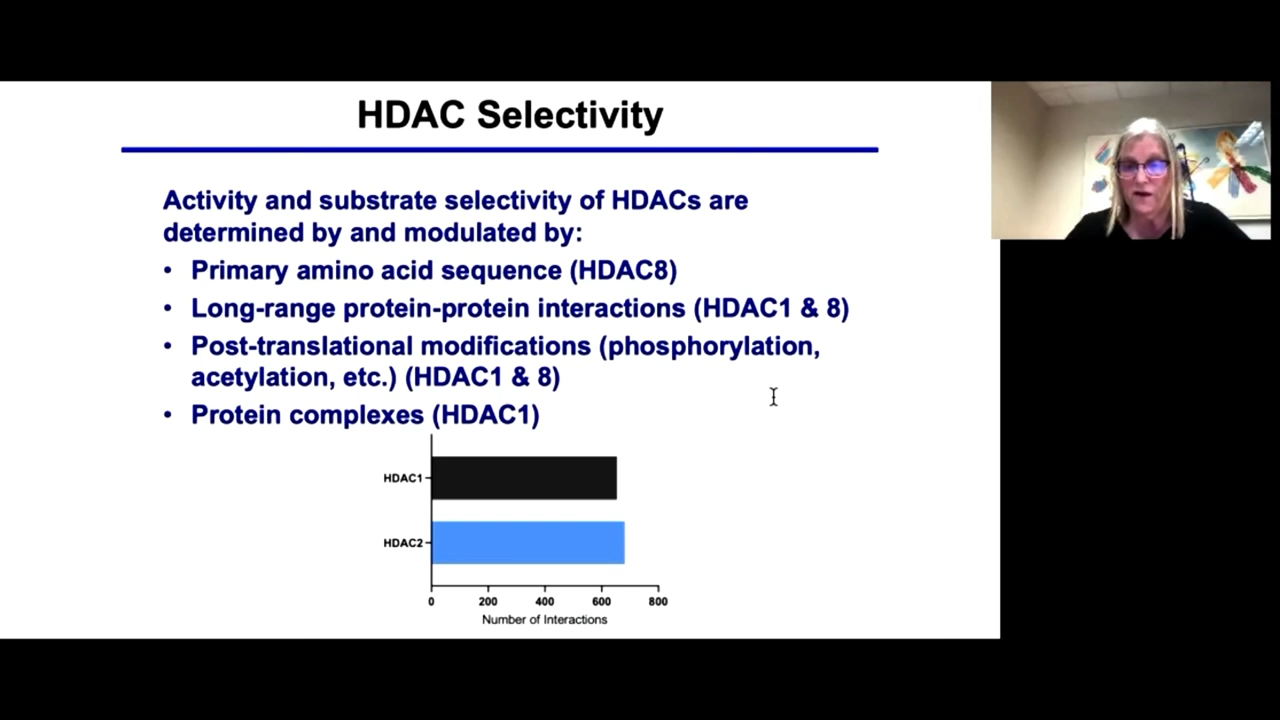 HDAC Selectivity
Activity and substrate selectivity of HDACs are
determined by and modulated by:
• Primary amino acid sequence (HDAC8)
• Long-range protein-protein interactions (HDAC1 & 8)
• Post-translational modifications (phosphorylation,
acetylation, etc.) (HDAC1 & 8)
• Protein complexes (HDAC1)
HDAC1
HDAC2
0 200 400 600 800
Number of Interactions